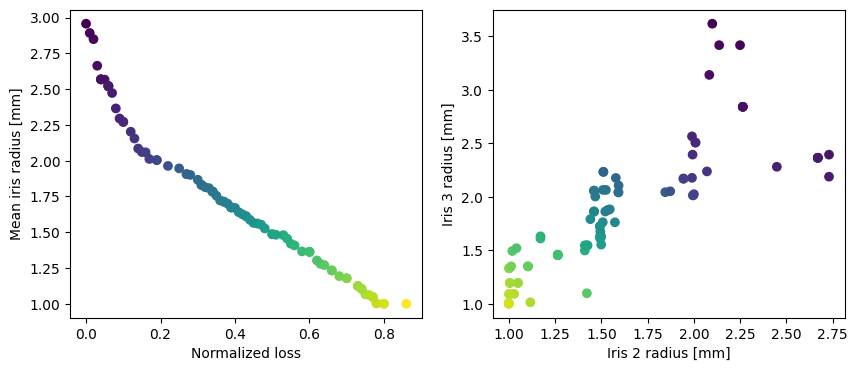 3.00
2.75
2.50
2.25
2.00
1.75
1.50
1.25
1.00
Mean iris radius [mm]
0.0 0.2 0.4 0.6 0.8
Normalized loss
3.5
3.0
2.5
2.0
1.5
1.0
Iris 3 radius [mm]
1.00 1.25 1.50 1.75 2.00 2.25 2.50 2.75
Iris 2 radius [mm]